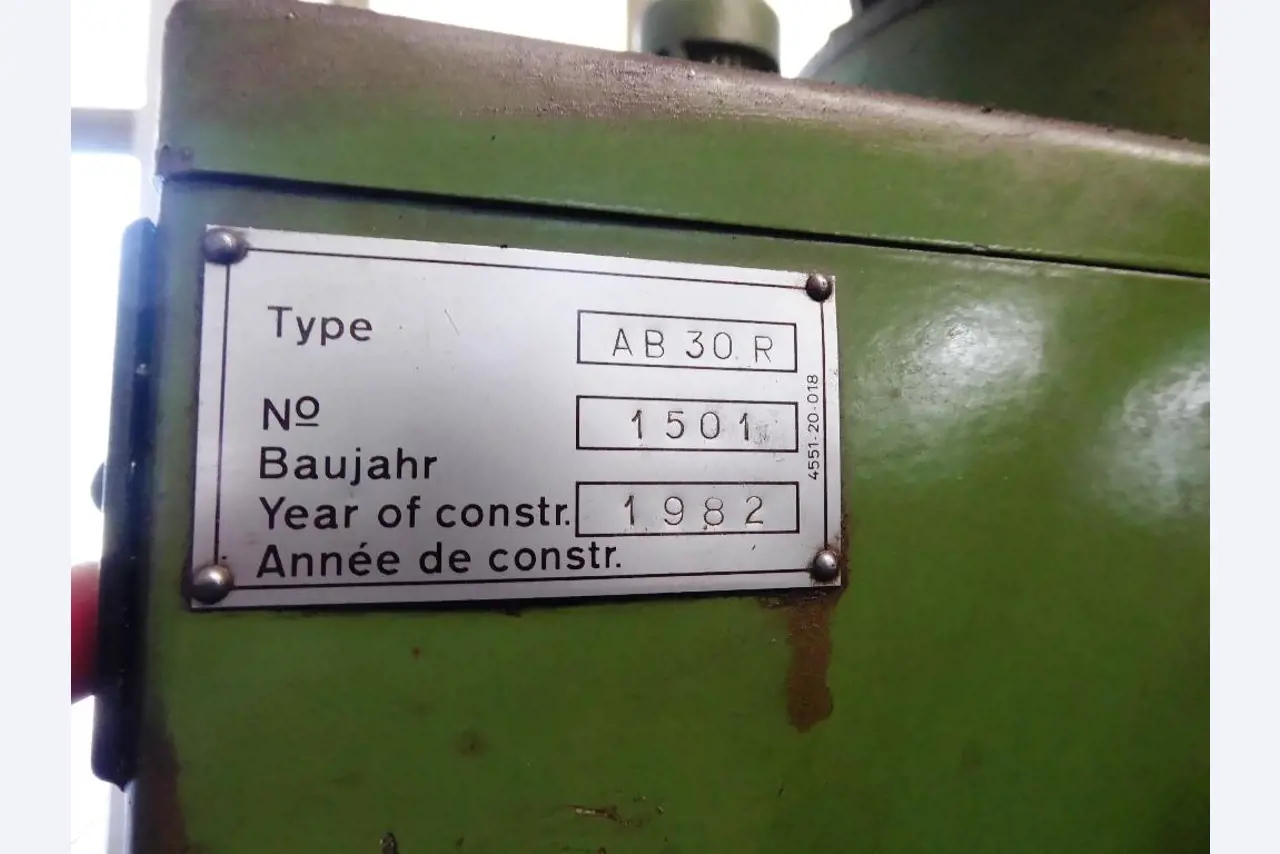 Type AB 30 R
Nº 1501
Baujahr
Year of constr. 1982
Année de constr.
4551-20-018